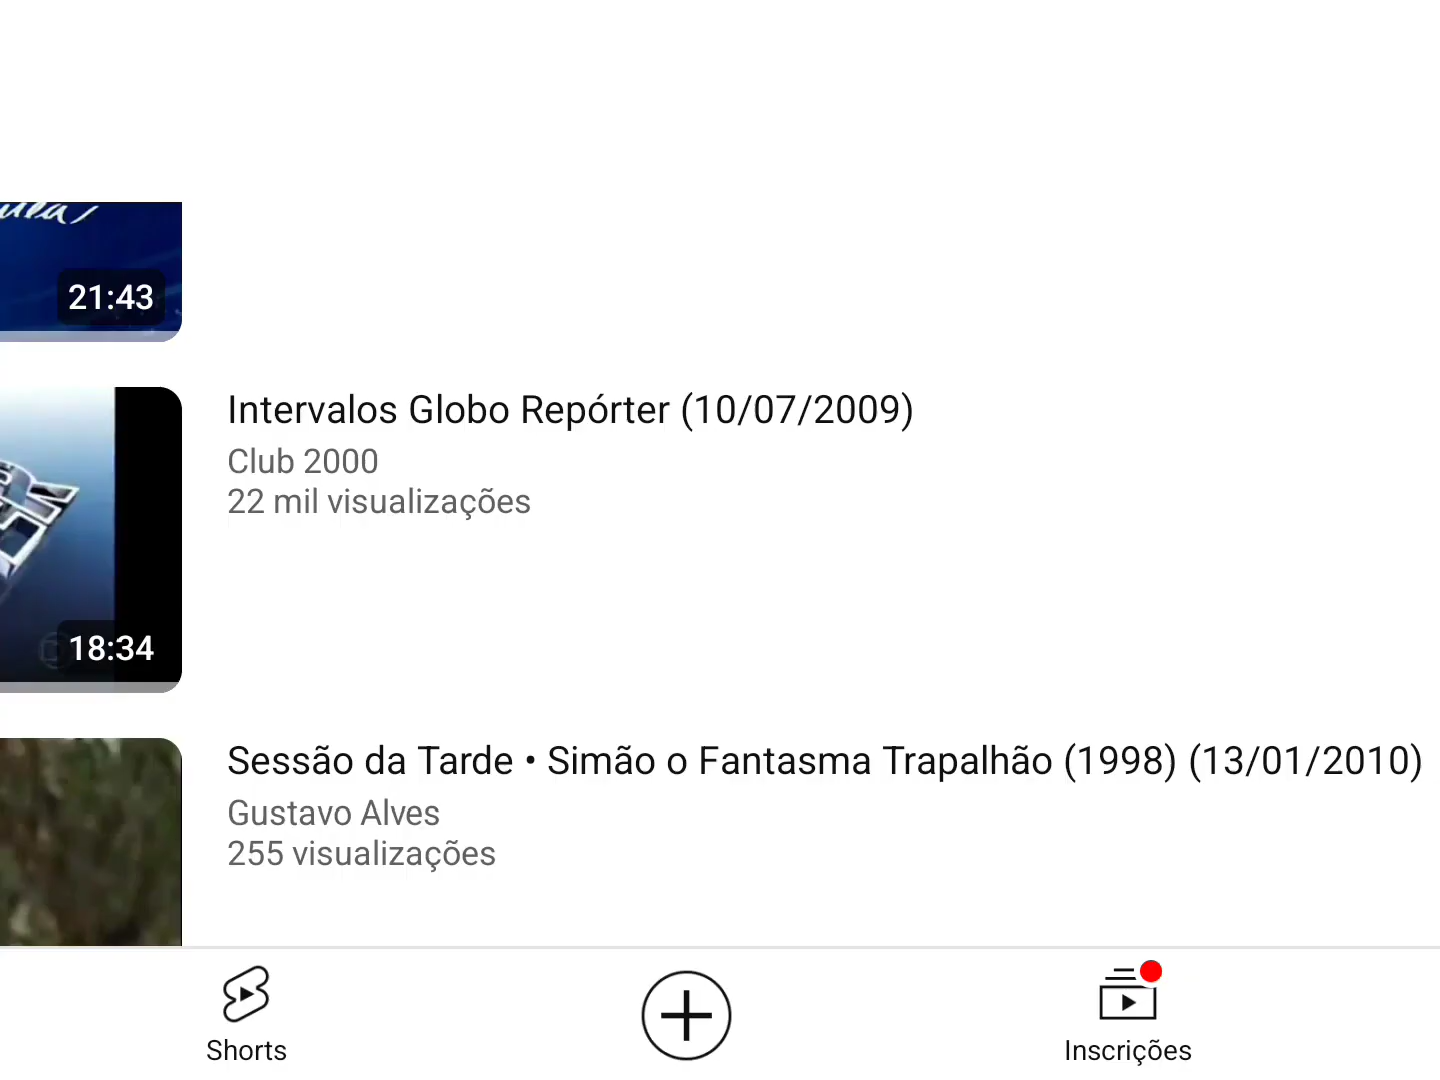 21:43
Intervalos Globo Repórter (10/07/2009)
Club 2000
22 mil visualizações
18:34
Sessão da Tarde • Simão o Fantasma Trapalhão (1998) (13/01/2010)
Gustavo Alves
255 visualizações
Shorts
Inscrições